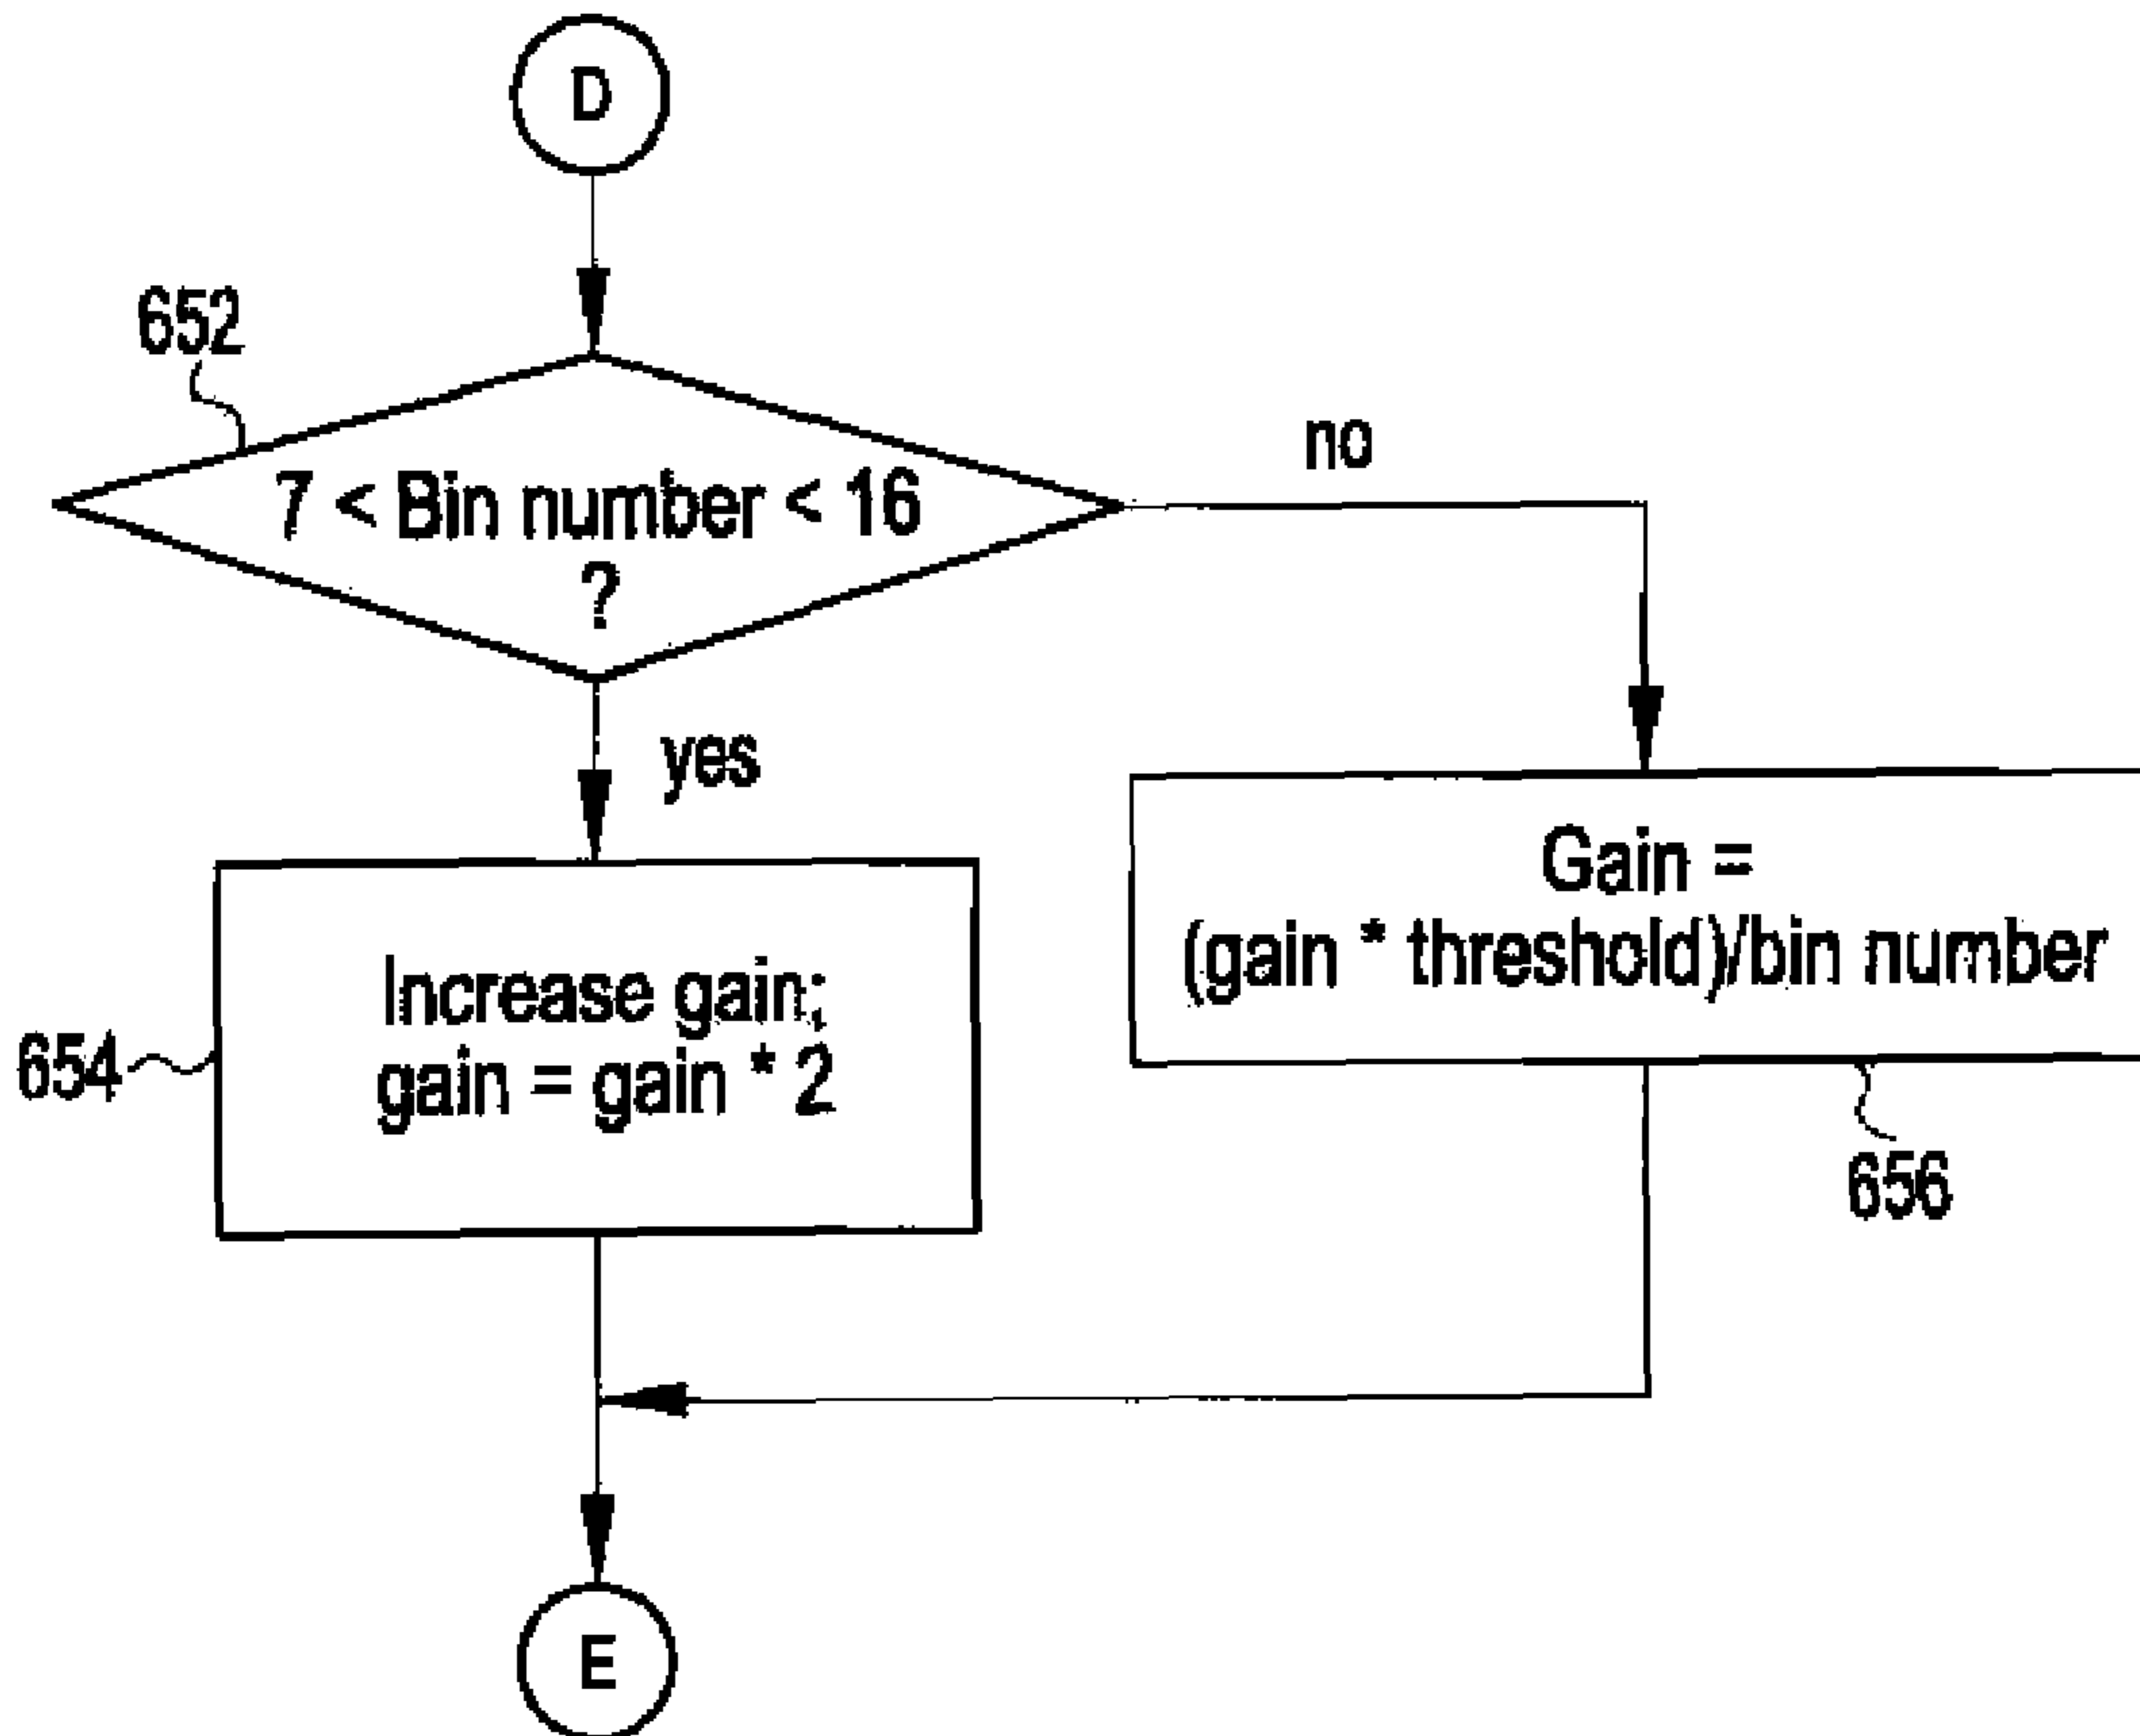 D
652
7 < Bin number < 16
?
no
yes
Gain =
(gain * threshold)/bin number
Increase gain;
gain = gain * 2
654
656
E